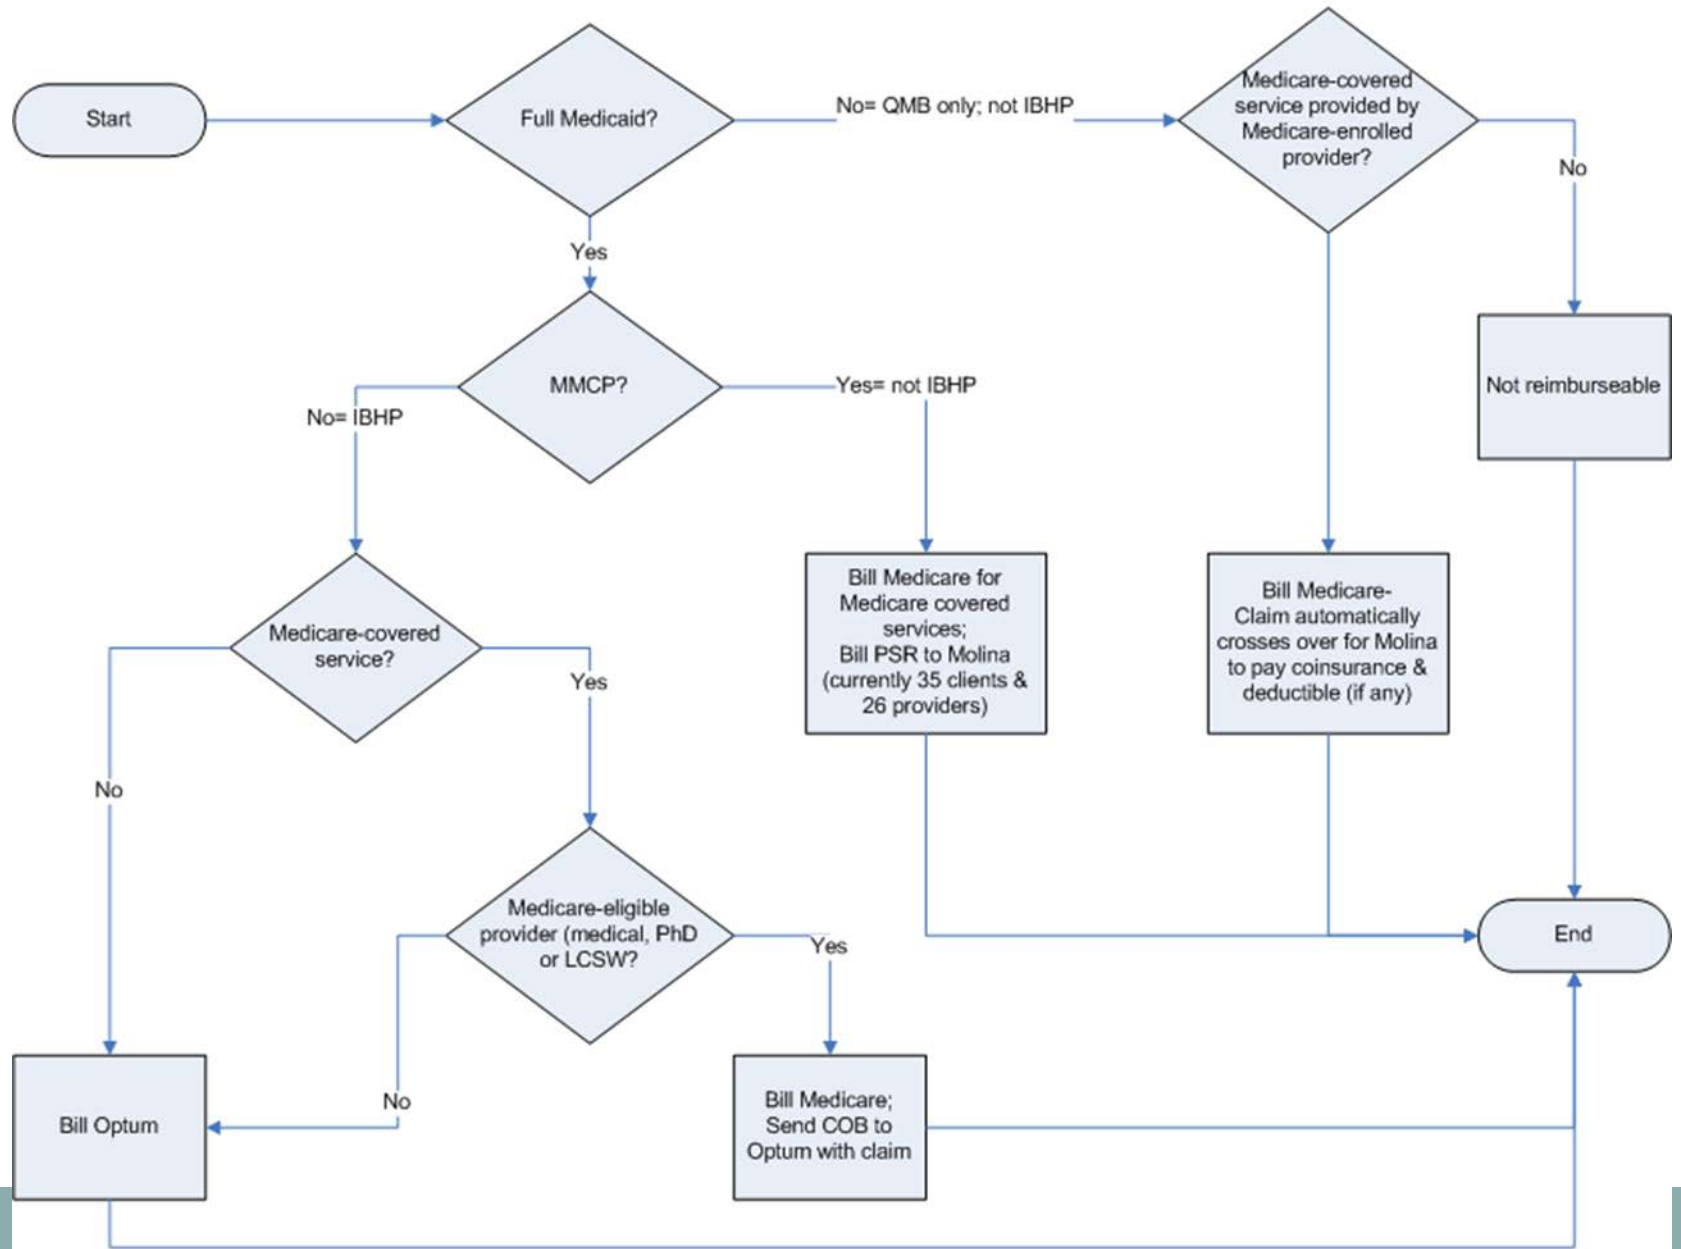 Start
Full Medicaid?
No= QMB only; not IBHP
Medicare-covered
service provided by
Medicare-enrolled
provider?
No
Yes
Not reimburseable
MMCP?
Yes= not IBHP
No= IBHP
Medicare-covered
service?
Bill Medicare for
Medicare covered
services;
Bill PSR to Molina
(currently 35 clients &
26 providers)
Bill Medicare-
Claim automatically
crosses over for Molina
to pay coinsurance &
deductible (if any)
Yes
No
Medicare-eligible
provider (medical, PhD
or LCSW?
Yes
End
No
Bill Optum
Bill Medicare;
Send COB to
Optum with claim